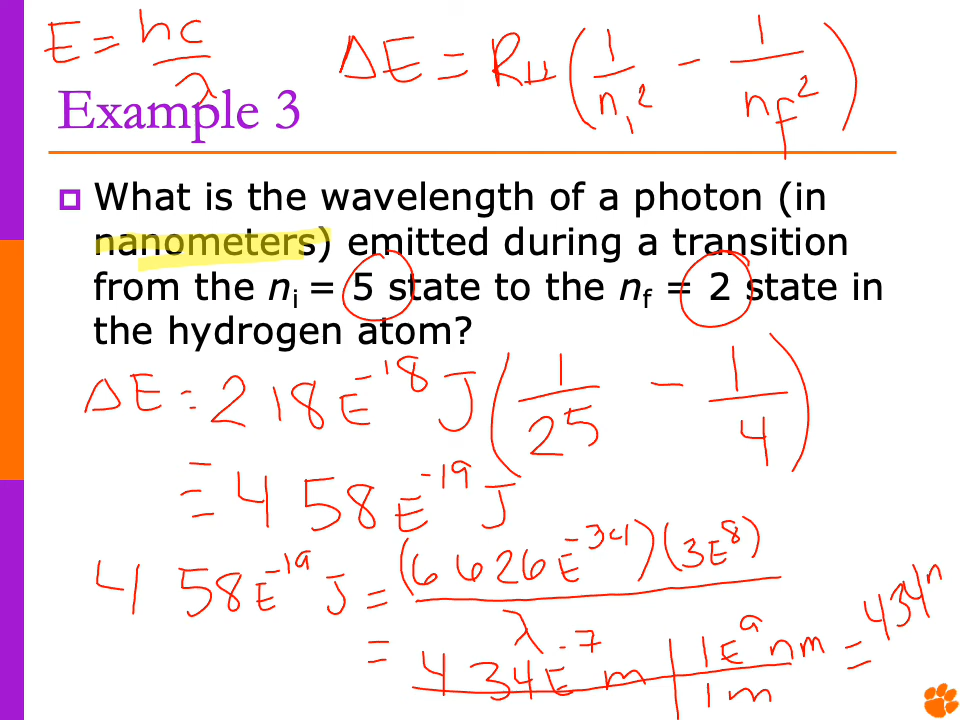 E = hc/λ
ΔE = RH (1/ni² - 1/nf²)
Example 3
What is the wavelength of a photon (in
nanometers) emitted during a transition
from the ni = 5 state to the nf = 2 state in
the hydrogen atom?
ΔE = 2 18E⁻¹⁸ J (1/25 - 1/4)
= 4 58E⁻¹⁹ J
4 58E⁻¹⁹ J = (6 626E⁻³⁴)(3E⁸)/λ
= 4 34E⁻⁷ m | 1E⁹ nm/1m = 434n